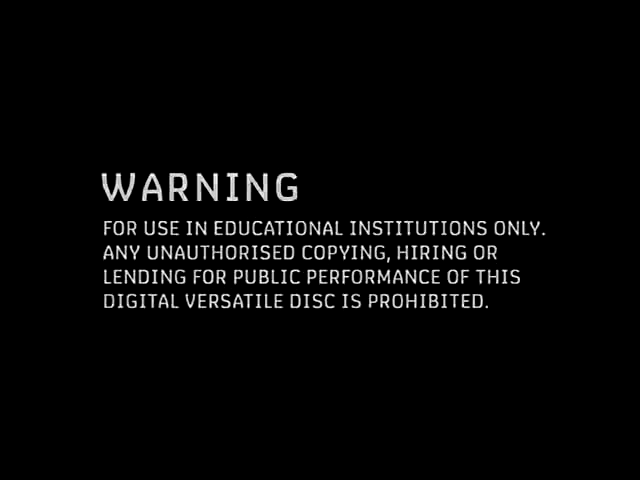 WARNING
FOR USE IN EDUCATIONAL INSTITUTIONS ONLY.
ANY UNAUTHORISED COPYING, HIRING OR
LENDING FOR PUBLIC PERFORMANCE OF THIS
DIGITAL VERSATILE DISC IS PROHIBITED.